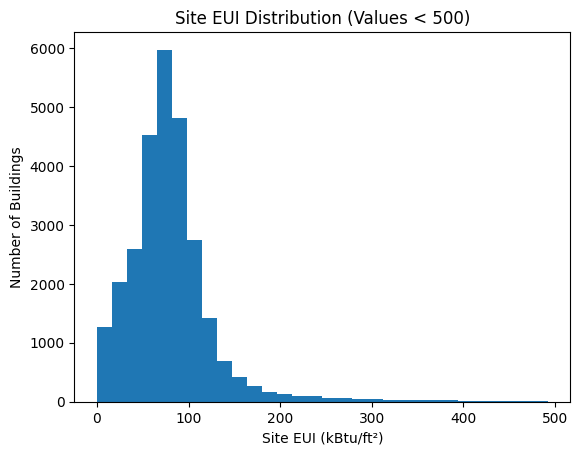 Site EUI Distribution (Values < 500)
Number of Buildings
6000
5000
4000
3000
2000
1000
0
0 100 200 300 400 500
Site EUI (kBtu/ft²)